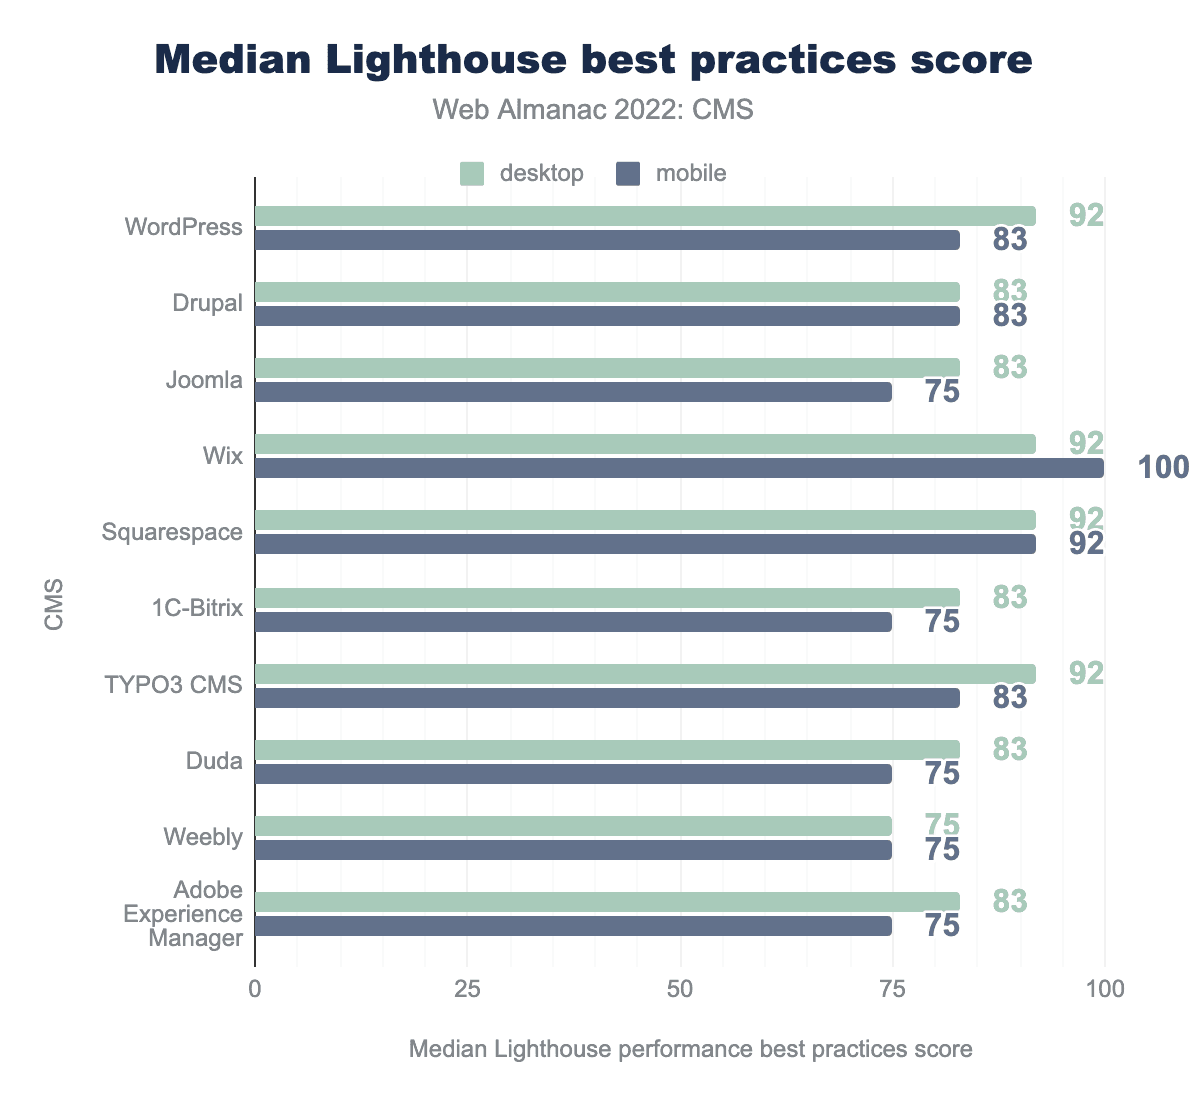 Median Lighthouse best practices score
Web Almanac 2022: CMS
desktop
mobile
WordPress
92
83
Drupal
83
83
Joomla
83
75
Wix
92
100
Squarespace
92
92
1C-Bitrix
83
75
TYPO3 CMS
92
83
Duda
83
75
Weebly
75
75
Adobe
Experience
Manager
83
75
CMS
0
25
50
75
100
Median Lighthouse performance best practices score